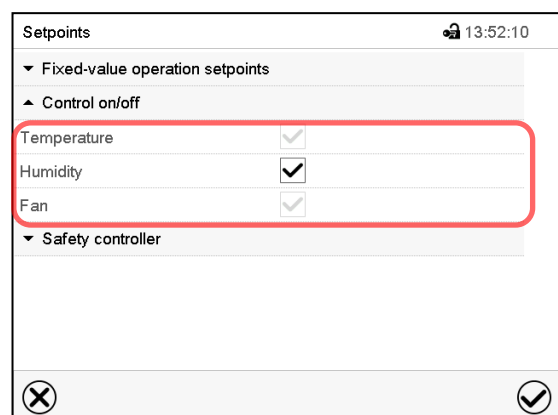 Setpoints 13:52:10
Fixed-value operation setpoints
Control on/off
Temperature
Humidity
Fan
Safety controller